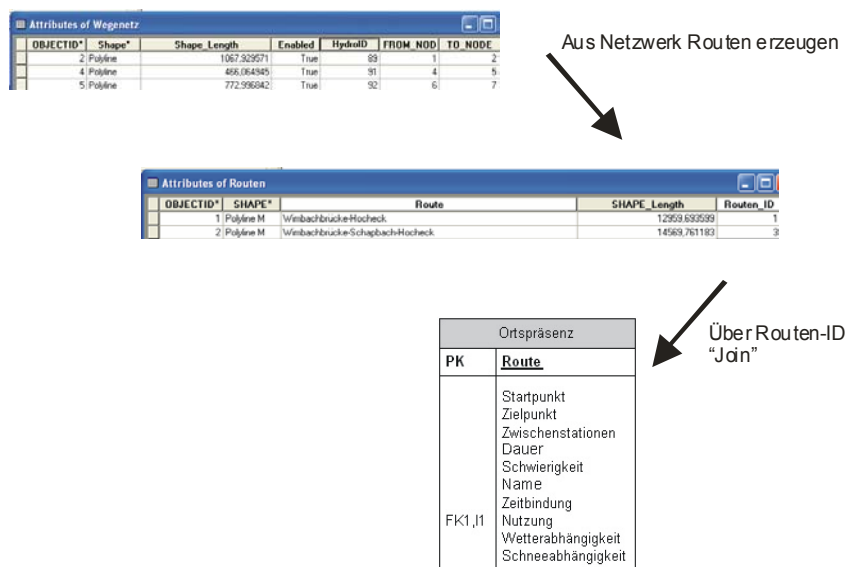 Attributes of Wegenetz
OBJECTID* Shape* Shape_Length Enabled HydroID FROM_NOD TO_NODE
2 Polyline 1067,929571 True 89 1 2
4 Polyline 466,064945 True 91 4 5
5 Polyline 772,996842 True 92 6 7
Aus Netzwerk Routen erzeugen
Attributes of Routen
OBJECTID* SHAPE* Route SHAPE_Length Routen_ID
1 Polyline M Wimbachbrücke-Hocheck 12959,693599 1
2 Polyline M Wimbachbrücke-Schapbach-Hocheck 14569,761183 3
Über Routen-ID
"Join"
Ortspräsenz
PK Route
Startpunkt
Zielpunkt
Zwischenstationen
Dauer
Schwierigkeit
Name
Zeitbindung
FK1,I1 Nutzung
Wetterabhängigkeit
Schneeabhängigkeit